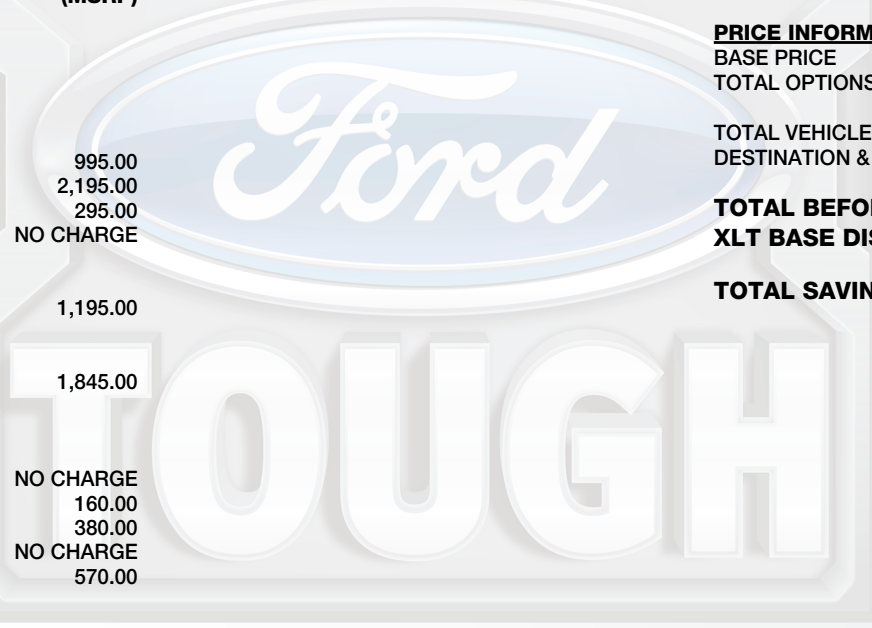 (MSRP)
995.00
2,195.00
295.00
NO CHARGE
1,195.00
1,845.00
NO CHARGE
160.00
380.00
NO CHARGE
570.00
PRICE INFORM
BASE PRICE
TOTAL OPTIONS
TOTAL VEHICLE
DESTINATION &
TOTAL BEFO
XLT BASE DIS
TOTAL SAVIN
Ford
TOUGH